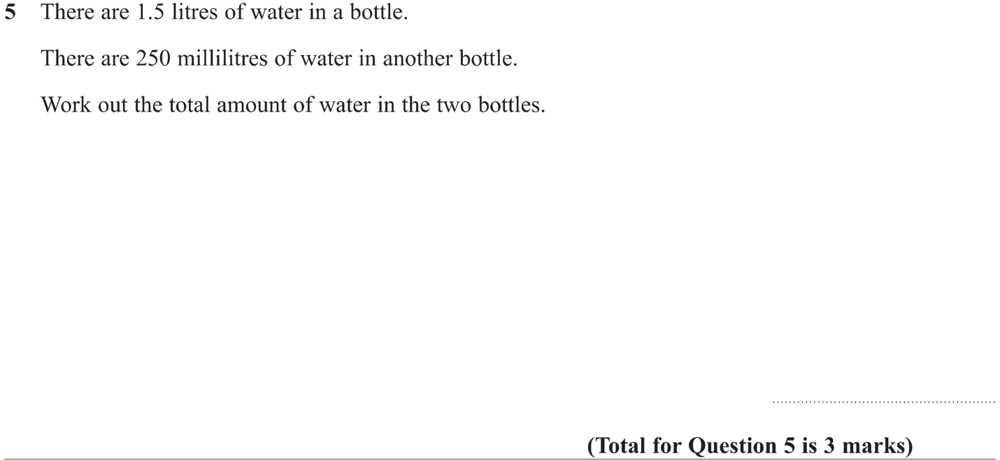 5 There are 1.5 litres of water in a bottle.
There are 250 millilitres of water in another bottle.
Work out the total amount of water in the two bottles.
(Total for Question 5 is 3 marks)